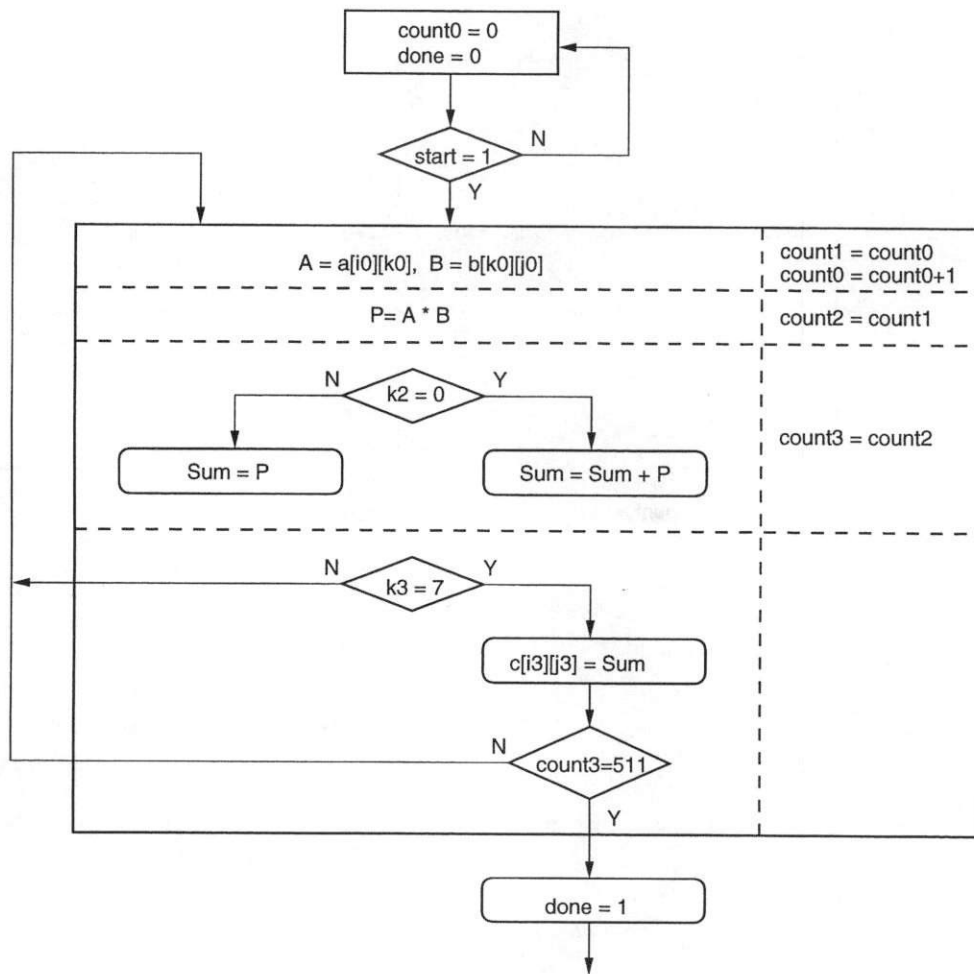 count0 = 0
done = 0
start = 1
N
Y
A = a[i0][k0], B = b[k0][j0]
count1 = count0
count0 = count0+1
P= A * B
count2 = count1
N
k2 = 0
Y
count3 = count2
Sum = P
Sum = Sum + P
N
k3 = 7
Y
c[i3][j3] = Sum
N
count3=511
Y
done = 1